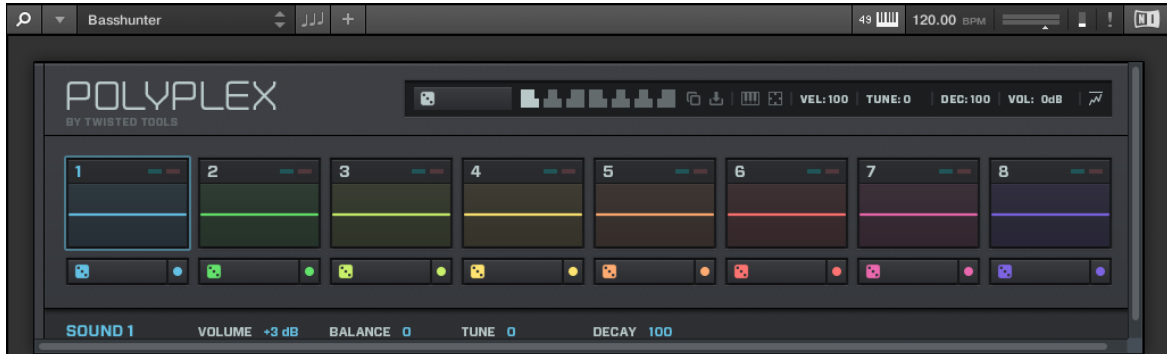 Basshunter 49 120.00 BPM ! NI
POLYPLEX
BY TWISTED TOOLS
VEL: 100 TUNE: 0 DEC: 100 VOL: 0dB
1 2 3 4 5 6 7 8
SOUND 1 VOLUME +3 dB BALANCE 0 TUNE 0 DECAY 100